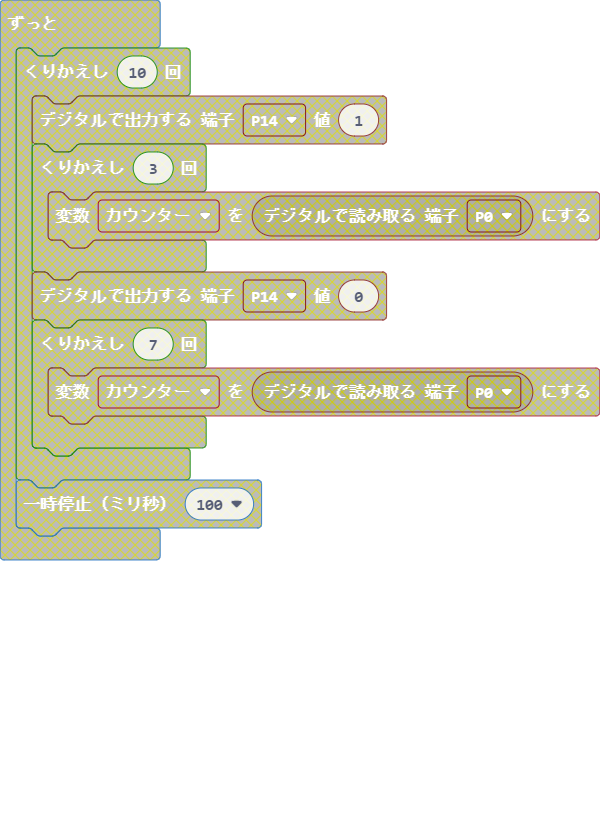 ずっと
くりかえし 10 回
デジタルで出力する 端子 P14 値 1
くりかえし 3 回
変数 カウンター を デジタルで読み取る 端子 P0 にする
デジタルで出力する 端子 P14 値 0
くりかえし 7 回
変数 カウンター を デジタルで読み取る 端子 P0 にする
一時停止（ミリ秒） 100